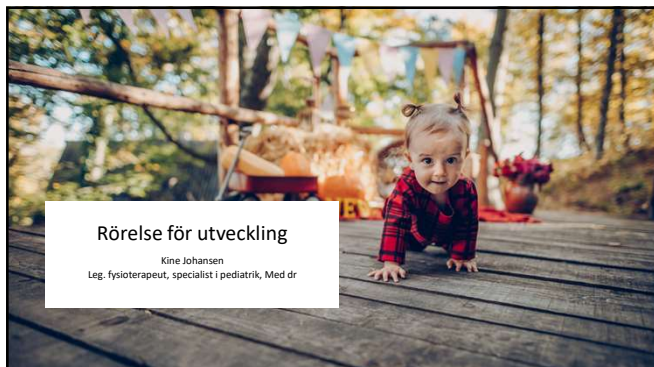 Rörelse för utveckling
Kine Johansen
Leg. fysioterapeut, specialist i pediatrik, Med dr